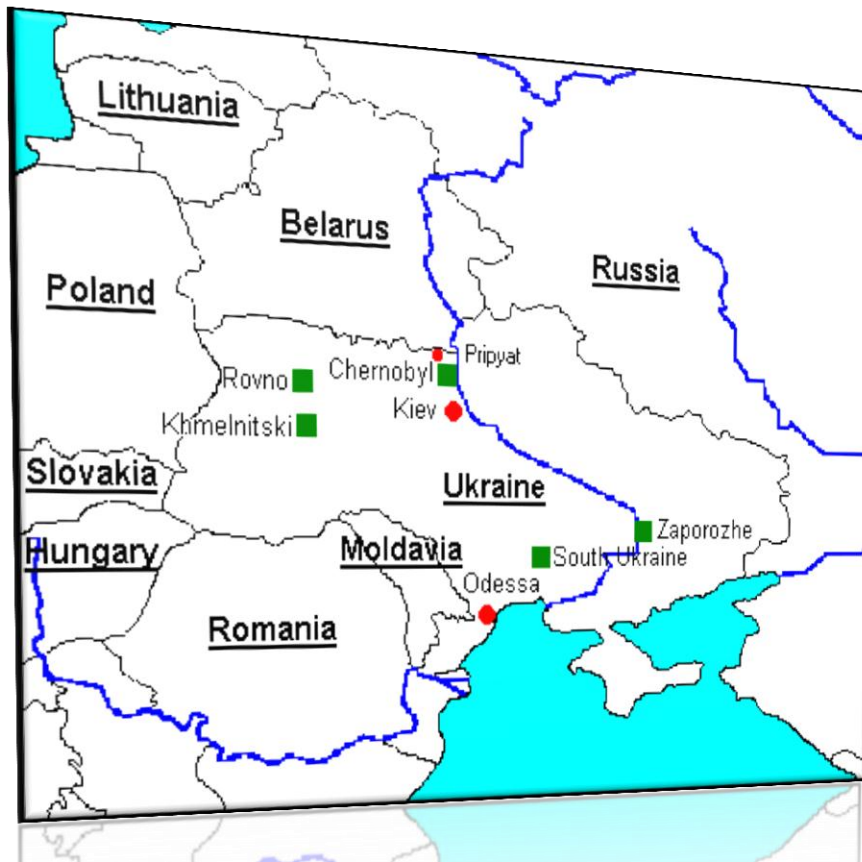 Lithuania
Belarus
Russia
Poland
Pripyat
Chernobyl
Rovno
Kiev
Khmelnitski
Slovakia
Ukraine
Zaporozhe
Hungary
Moldavia
South Ukraine
Odessa
Romania